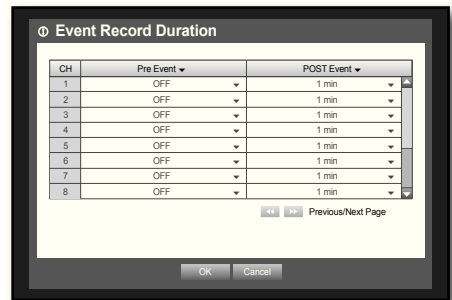 Event Record Duration
CH Pre Event POST Event
1 OFF 1 min
2 OFF 1 min
3 OFF 1 min
4 OFF 1 min
5 OFF 1 min
6 OFF 1 min
7 OFF 1 min
8 OFF 1 min
Previous/Next Page
OK Cancel